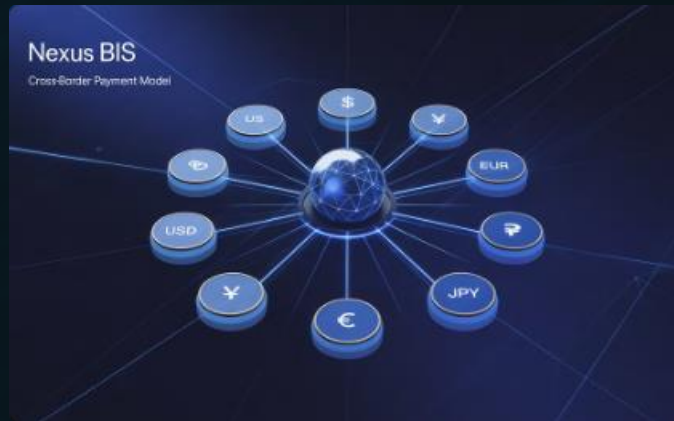 Nexus BIS
Cross-Border Payment Model
US
$
¥
EUR
USD
¥
€
JPY